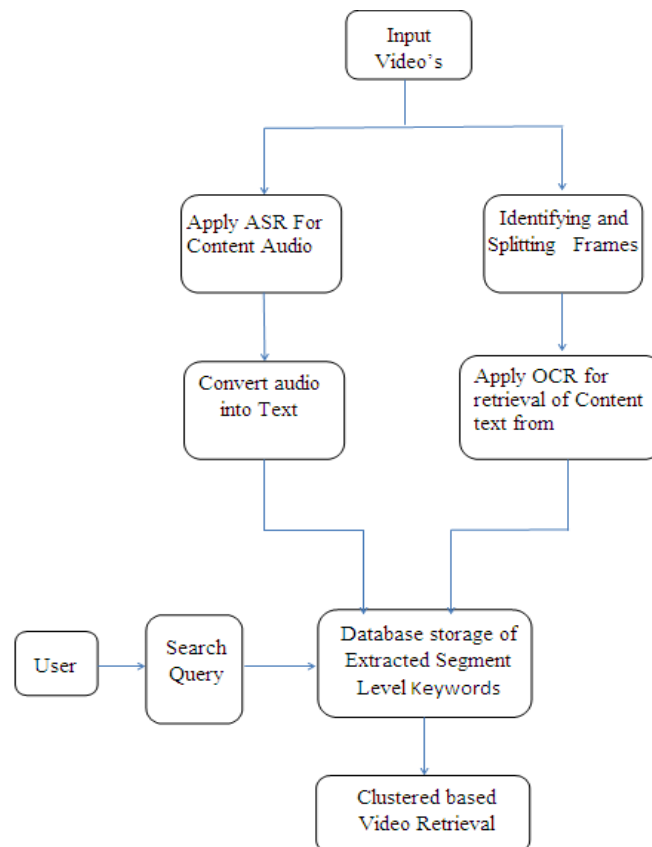 Input
Video's
Apply ASR For
Content Audio
Identifying and
Splitting Frames
Convert audio
into Text
Apply OCR for
retrieval of Content
text from
User
Search
Query
Database storage of
Extracted Segment
Level Keywords
Clustered based
Video Retrieval